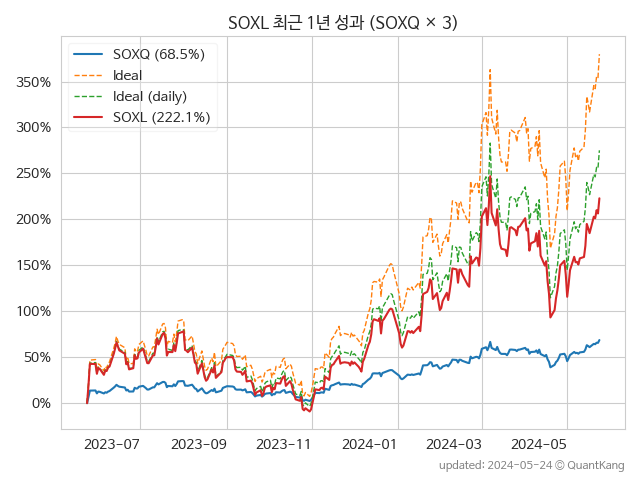 SOXL 최근 1년 성과 (SOXQ × 3)
SOXQ (68.5%)
Ideal
Ideal (daily)
SOXL (222.1%)
350%
300%
250%
200%
150%
100%
50%
0%
2023−07 2023−09 2023−11 2024−01 2024−03 2024−05
updated: 2024-05-24 © QuantKang